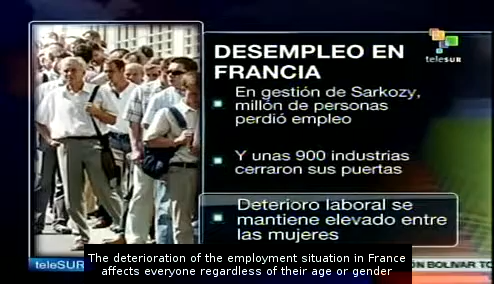 DESEMPLEO EN
FRANCIA
teleSUR
En gestión de Sarkozy,
millón de personas
perdió empleo
Y unas 900 industrias
cerraron sus puertas
Deterioro laboral se
mantiene elevado entre
las mujeres
The deterioration of the employment situation in France
affects everyone regardless of their age or gender
teleSUR
ON BOLIVAR TO